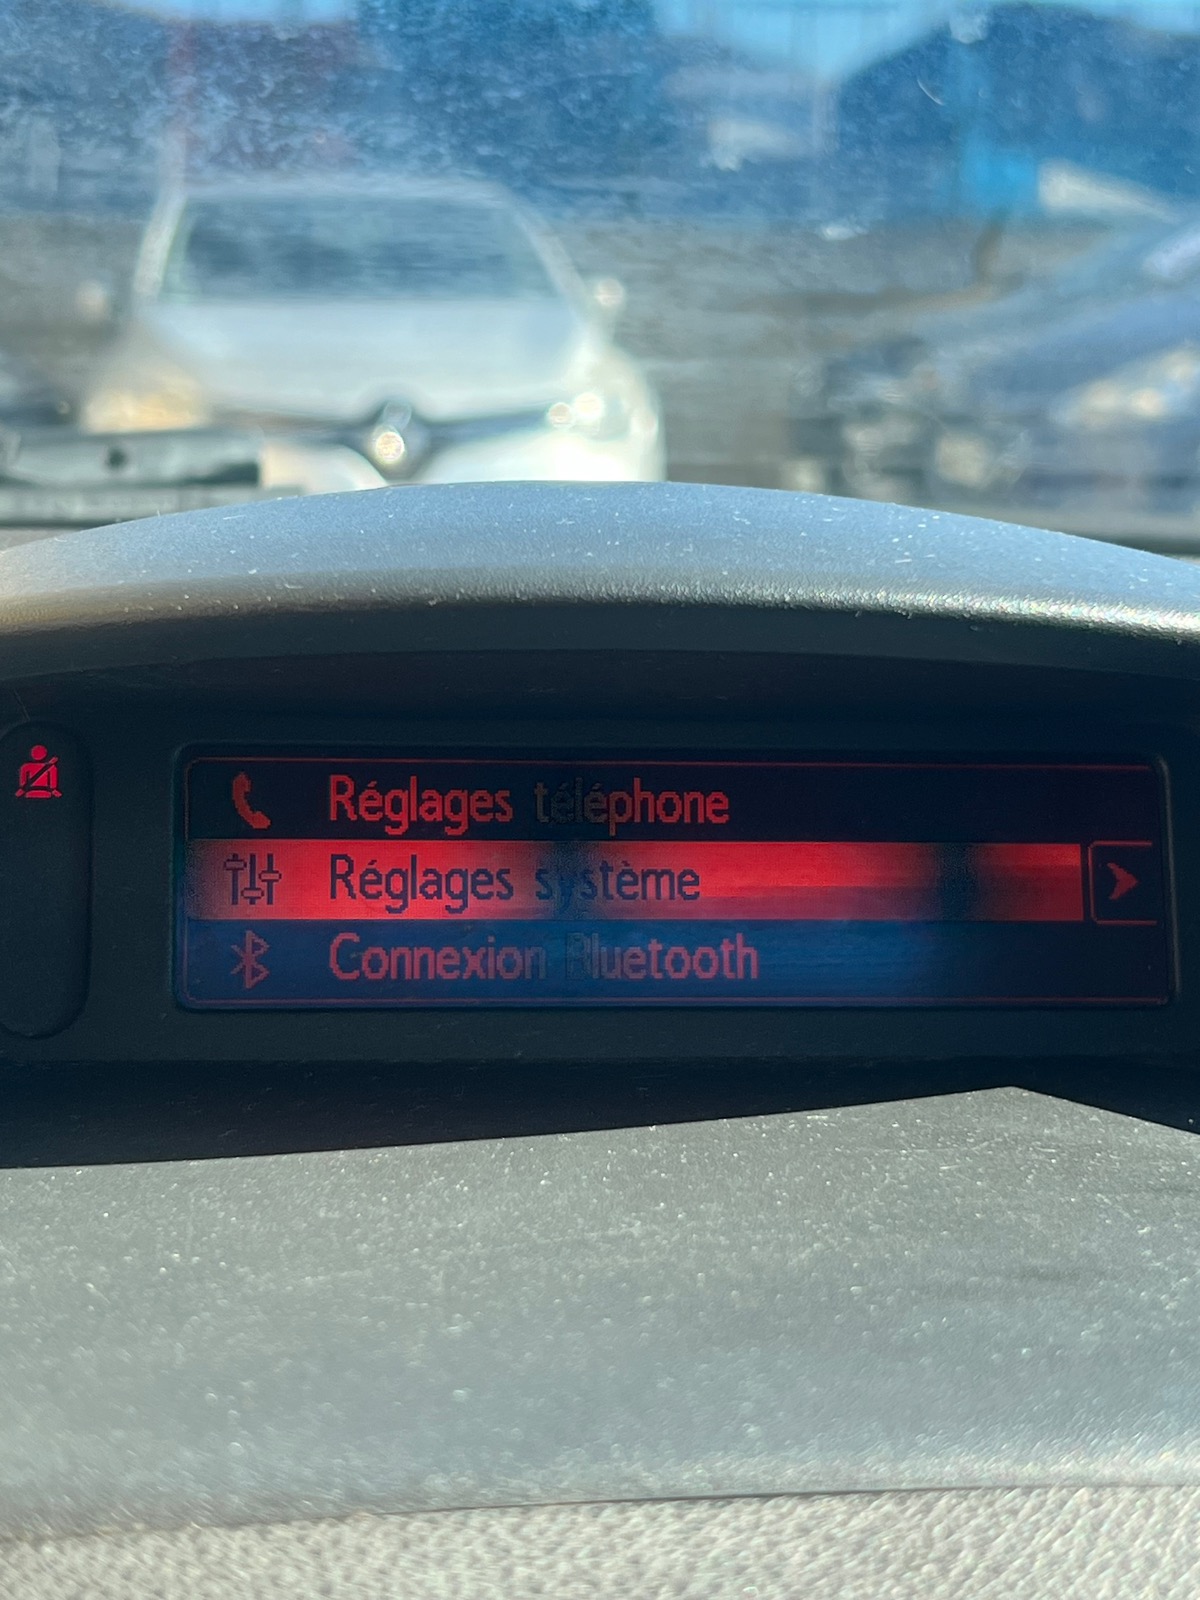 Réglages téléphone
Réglages système
Connexion Bluetooth